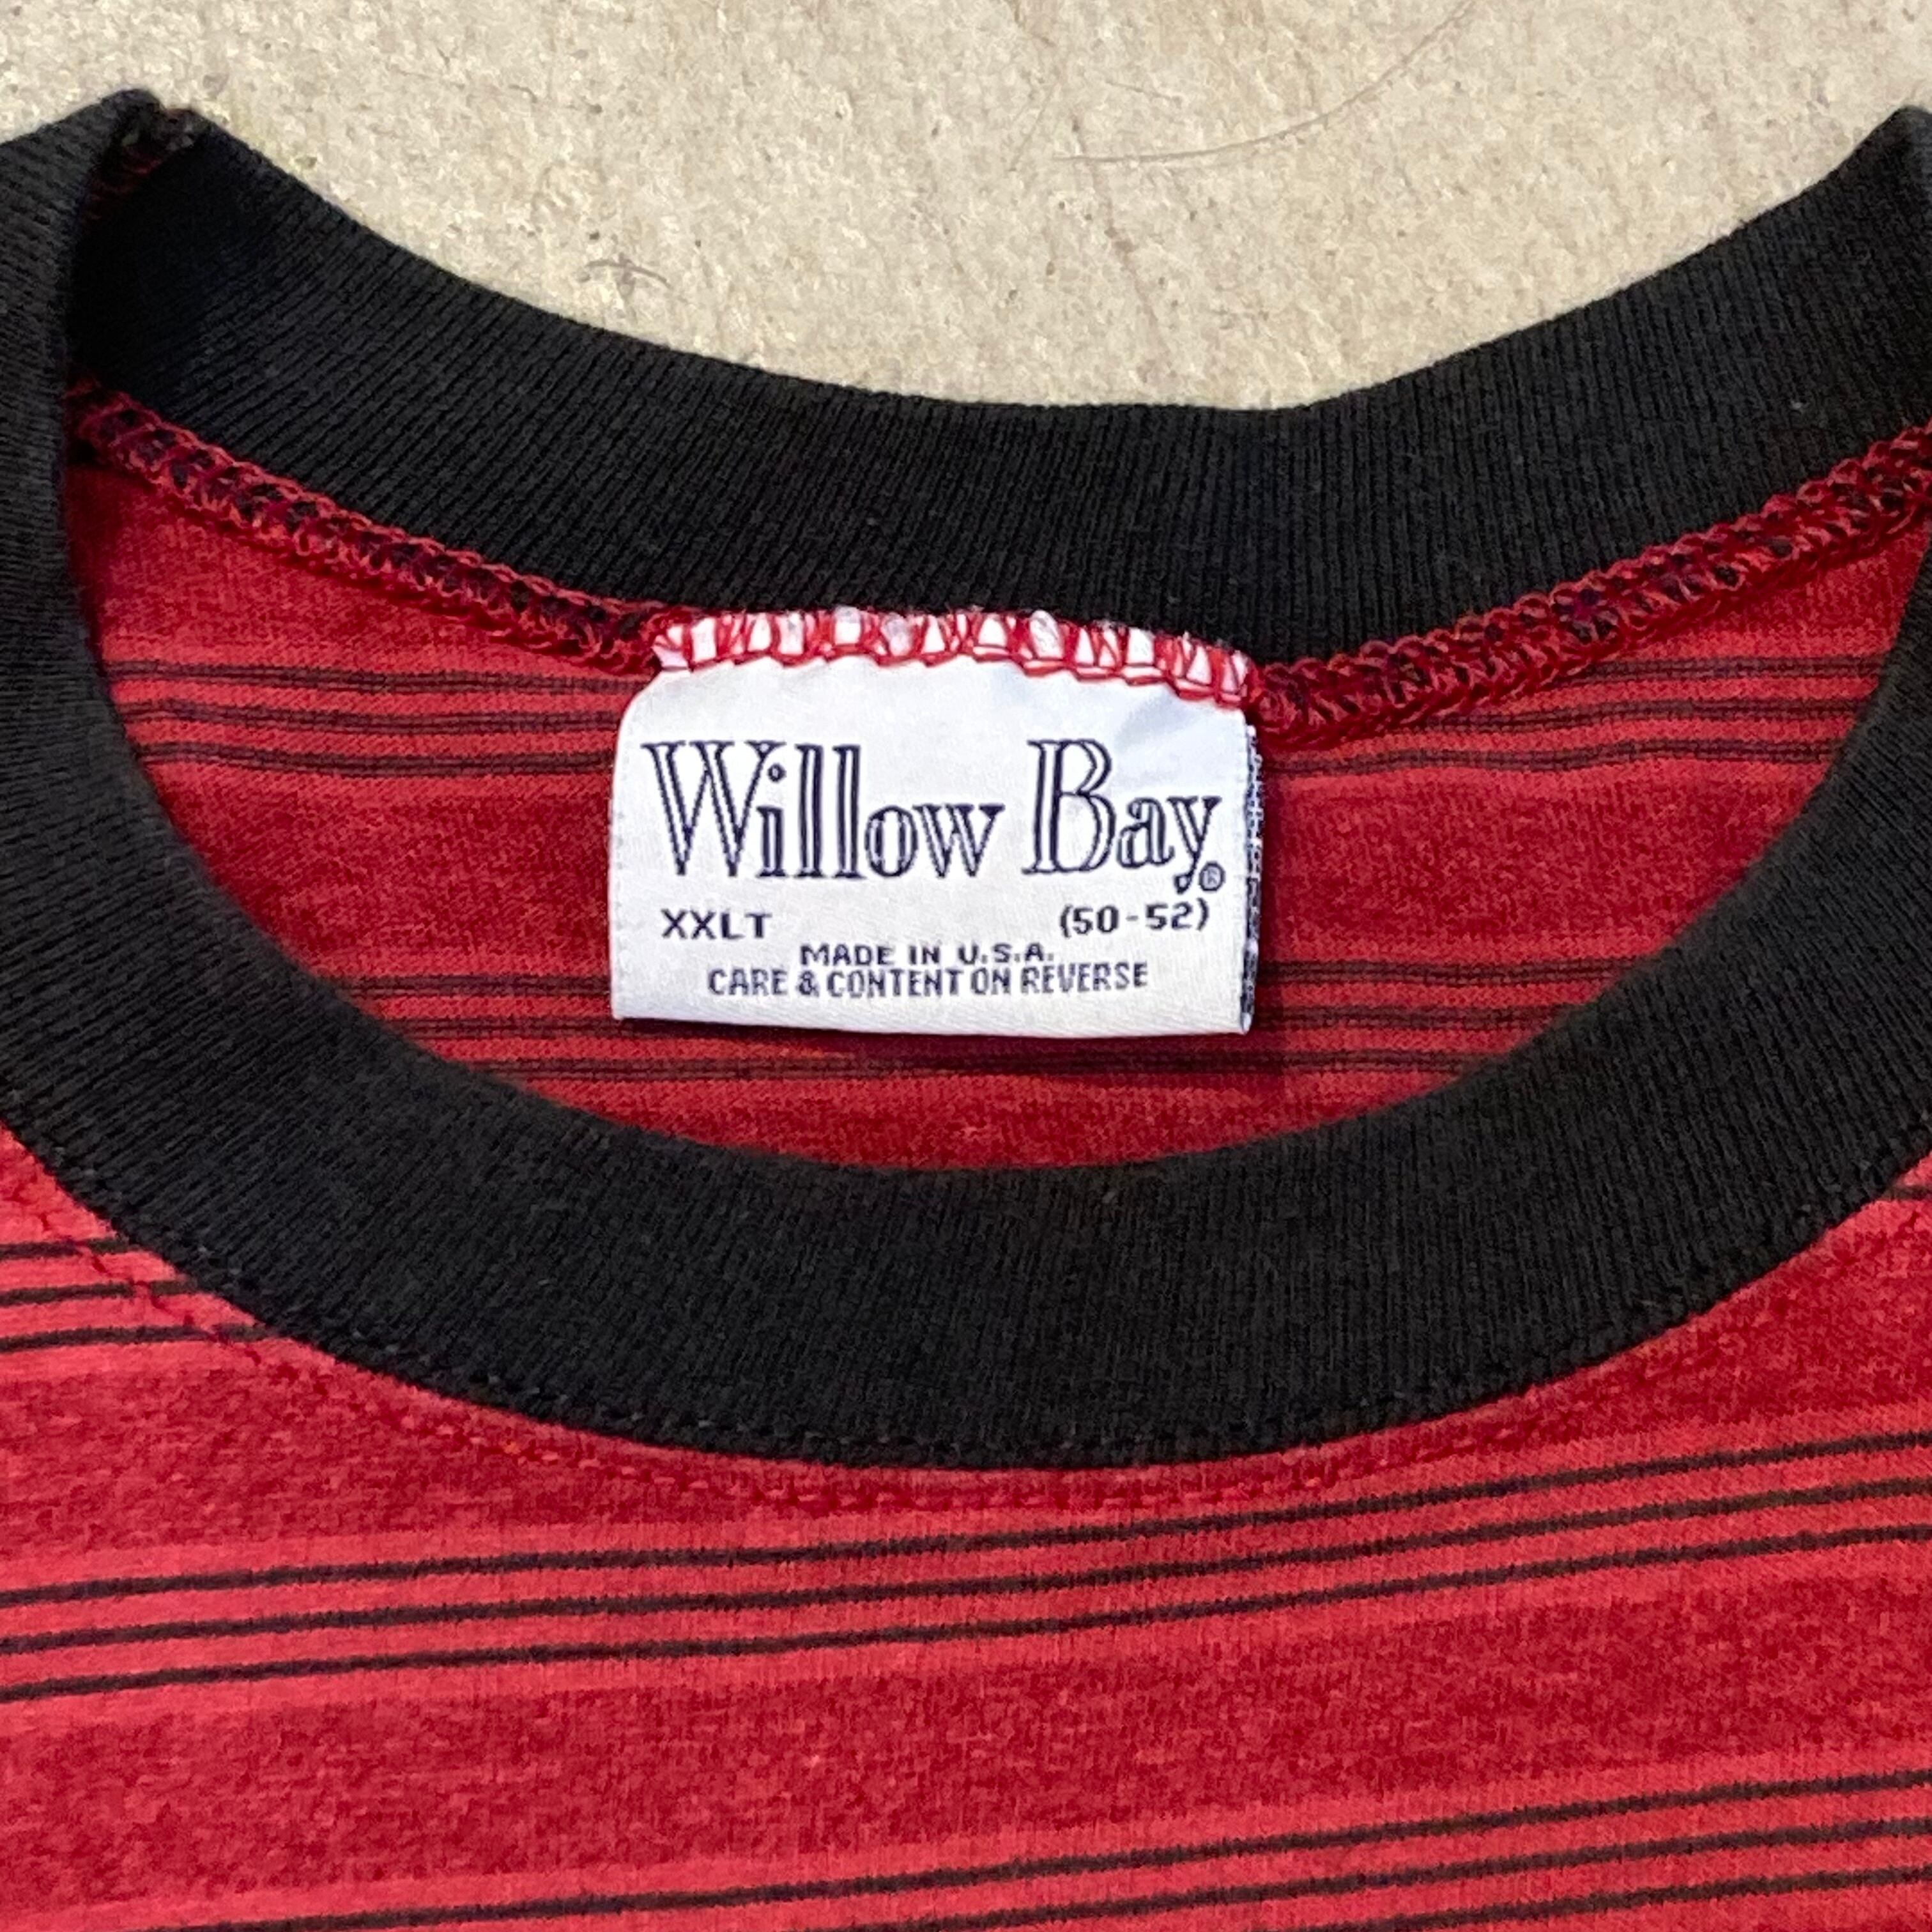 Willow Bay®
XXLT (50-52)
MADE IN U.S.A.
CARE & CONTENT ON REVERSE